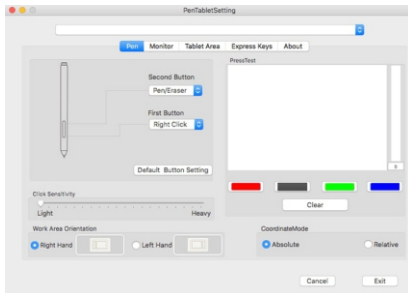 PenTabletSetting
Pen Monitor Tablet Area Express Keys About
PressTest
Second Button
Pen/Eraser
First Button
Right Click
Default Button Setting
Click Sensitivity
Light Heavy
Clear
Work Area Orientation
Right Hand Left Hand
CoordinateMode
Absolute Relative
Cancel Exit